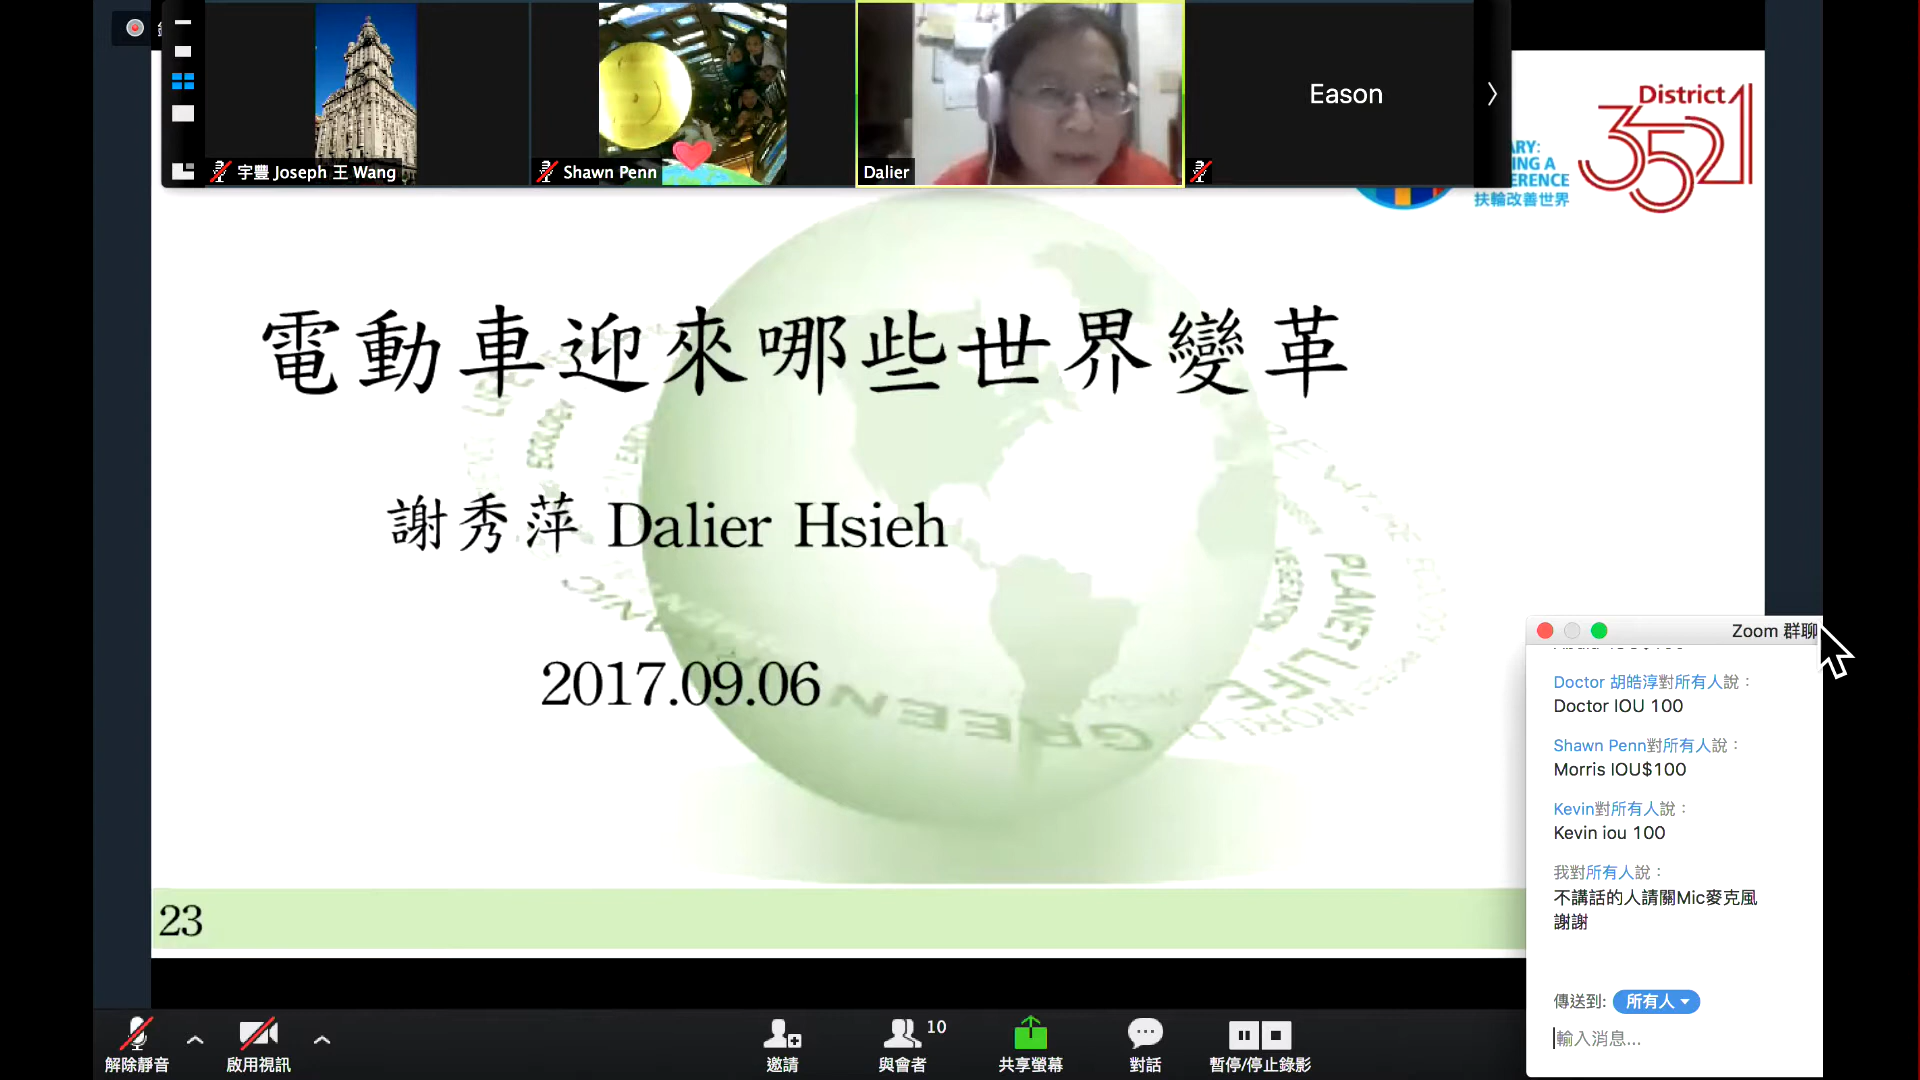 宇豐 Joseph 王 Wang
Shawn Penn
Dalier
Eason
District
3521
扶輪改善世界
電動車迎來哪些世界變革
謝秀萍 Dalier Hsieh
2017.09.06
PLANET LIFE
GREEN
23
Zoom 群聊
Doctor 胡皓淳對所有人說：
Doctor IOU 100
Shawn Penn對所有人說：
Morris IOU$100
Kevin對所有人說：
Kevin iou 100
我對所有人說：
不講話的人請關Mic麥克風
謝謝
傳送到: 所有人
輸入消息...
解除靜音
啟用視訊
邀請
10
與會者
共享螢幕
對話
暫停/停止錄影